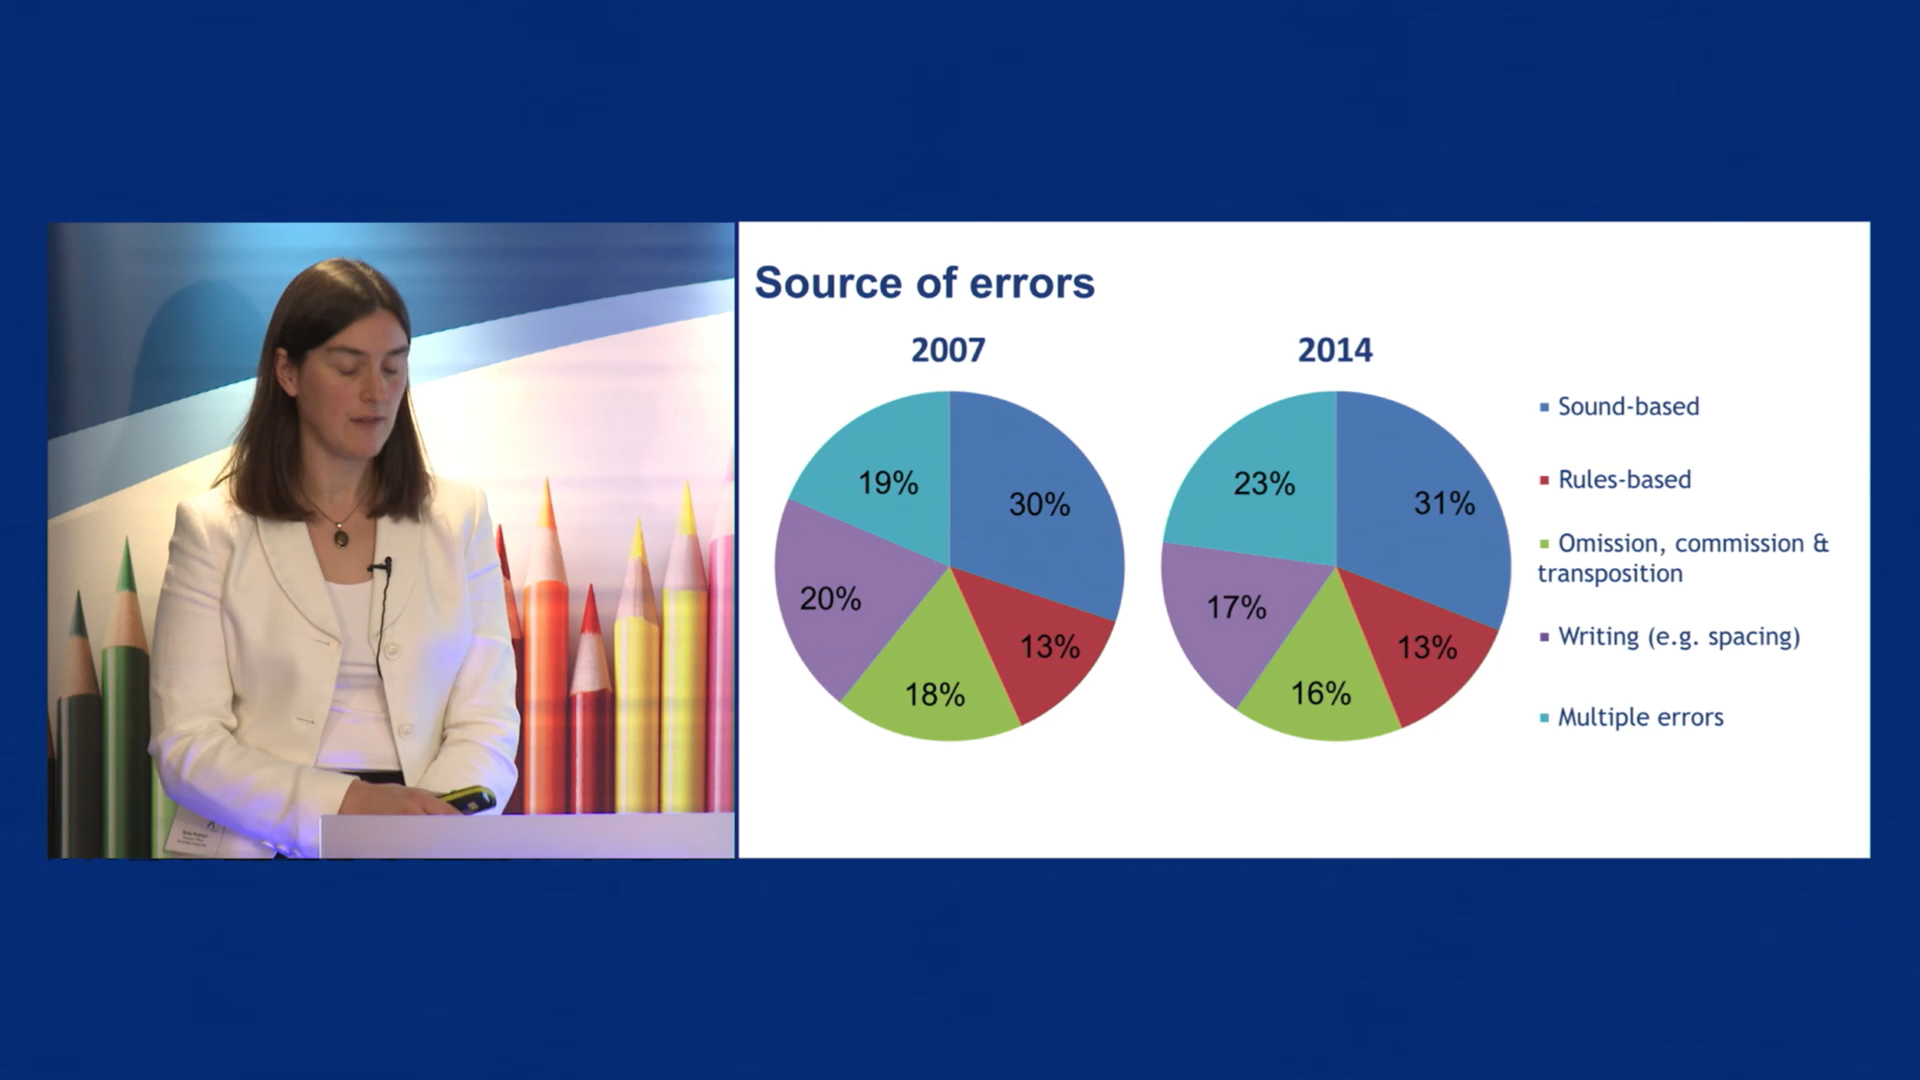 Source of errors
2007
2014
19%
30%
20%
13%
18%
23%
31%
17%
13%
16%
Sound-based
Rules-based
Omission, commission &
transposition
Writing (e.g. spacing)
Multiple errors